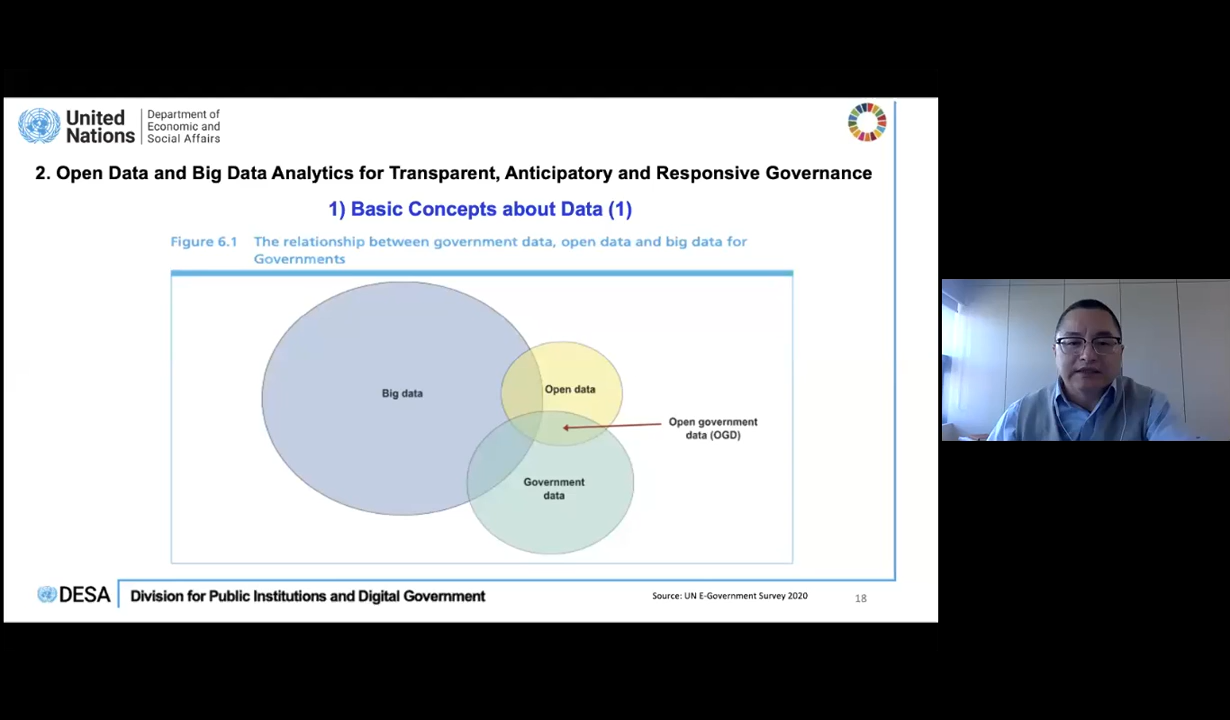 United
Nations
Department of
Economic and
Social Affairs
2. Open Data and Big Data Analytics for Transparent, Anticipatory and Responsive Governance
1) Basic Concepts about Data (1)
Figure 6.1 The relationship between government data, open data and big data for
Governments
Big data
Open data
Open government
data (OGD)
Government
data
DESA
Division for Public Institutions and Digital Government
Source: UN E-Government Survey 2020
18